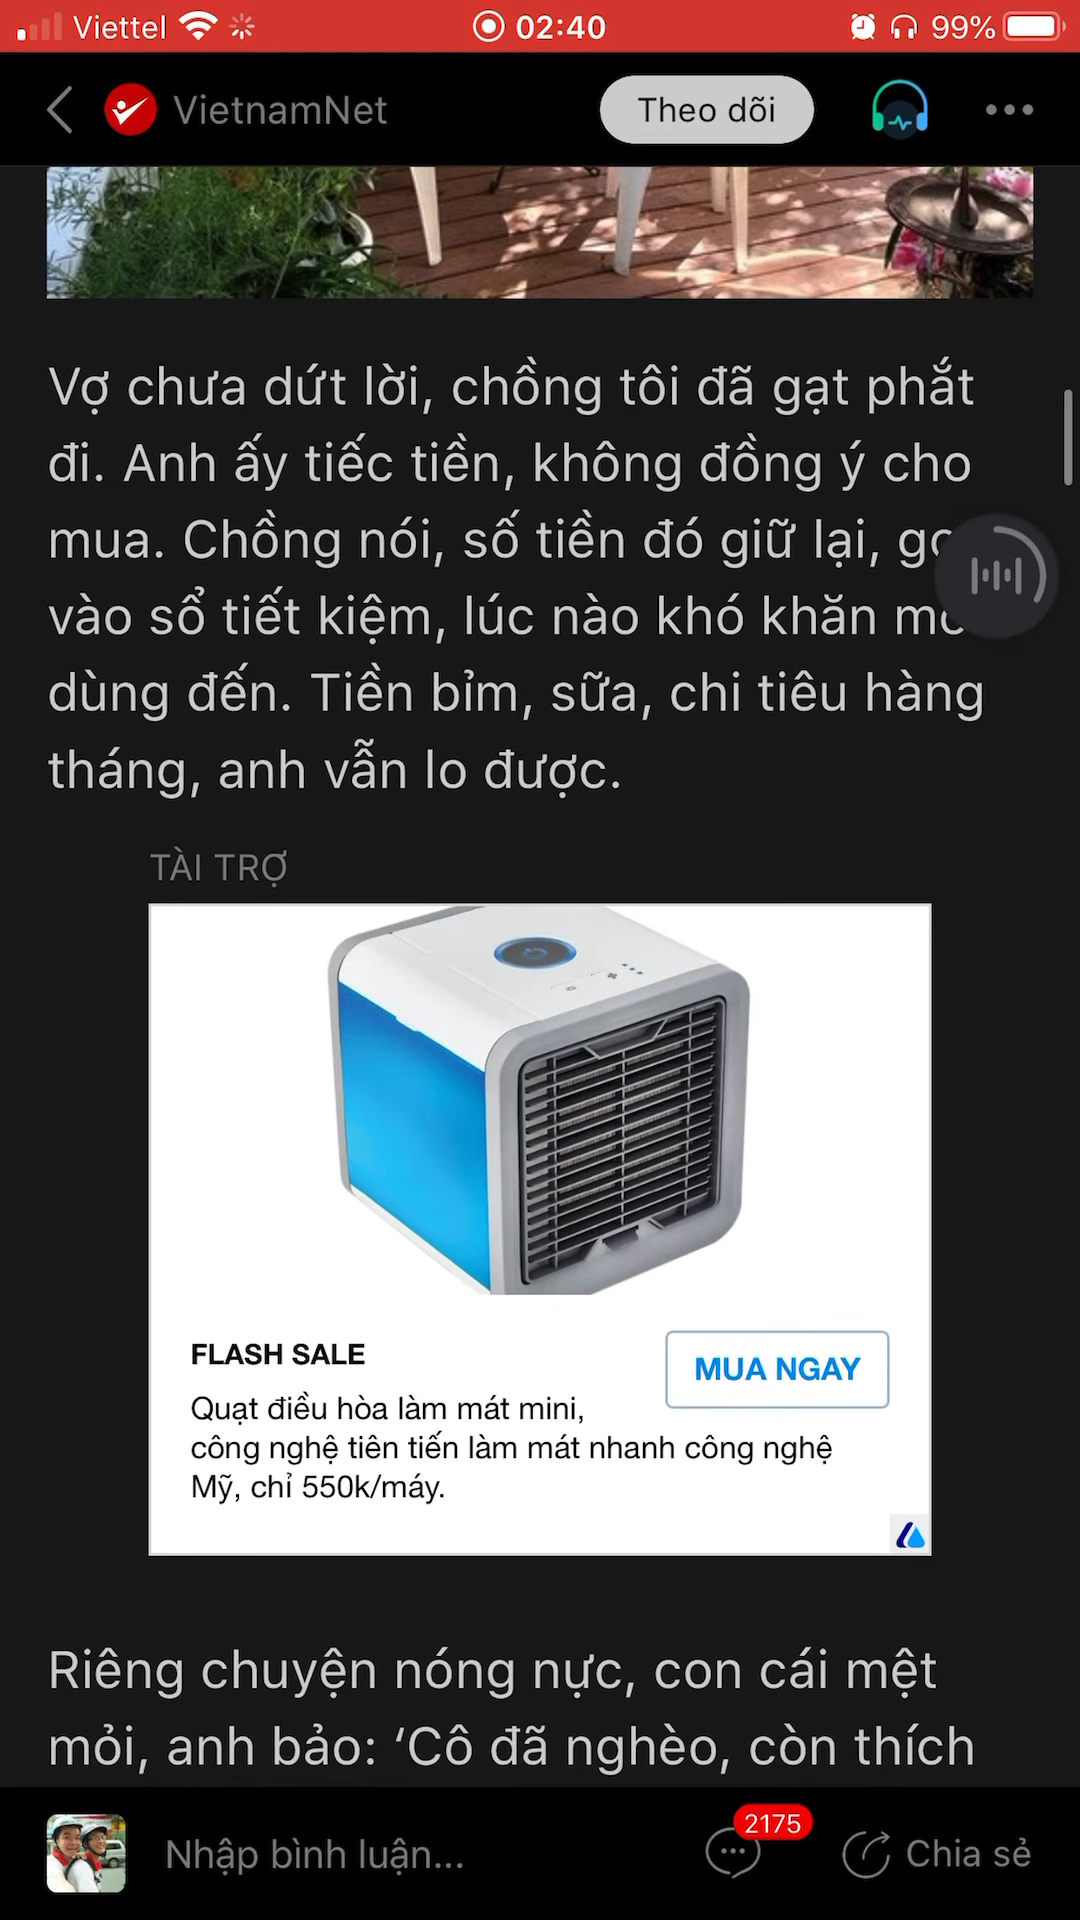 Viettel 02:40 99%
VietnamNet Theo dõi
Vợ chưa dứt lời, chồng tôi đã gạt phắt
đi. Anh ấy tiếc tiền, không đồng ý cho
mua. Chồng nói, số tiền đó giữ lại,
vào sổ tiết kiệm, lúc nào khó khăn
dùng đến. Tiền bỉm, sữa, chi tiêu hàng
tháng, anh vẫn lo được.
TÀI TRỢ
FLASH SALE
MUA NGAY
Quạt điều hòa làm mát mini,
công nghệ tiên tiến làm mát nhanh công nghệ
Mỹ, chỉ 550k/máy.
Riêng chuyện nóng nực, con cái mệt
mỏi, anh bảo: ‘Cô đã nghèo, còn thích
Nhập bình luận... 2175 Chia sẻ